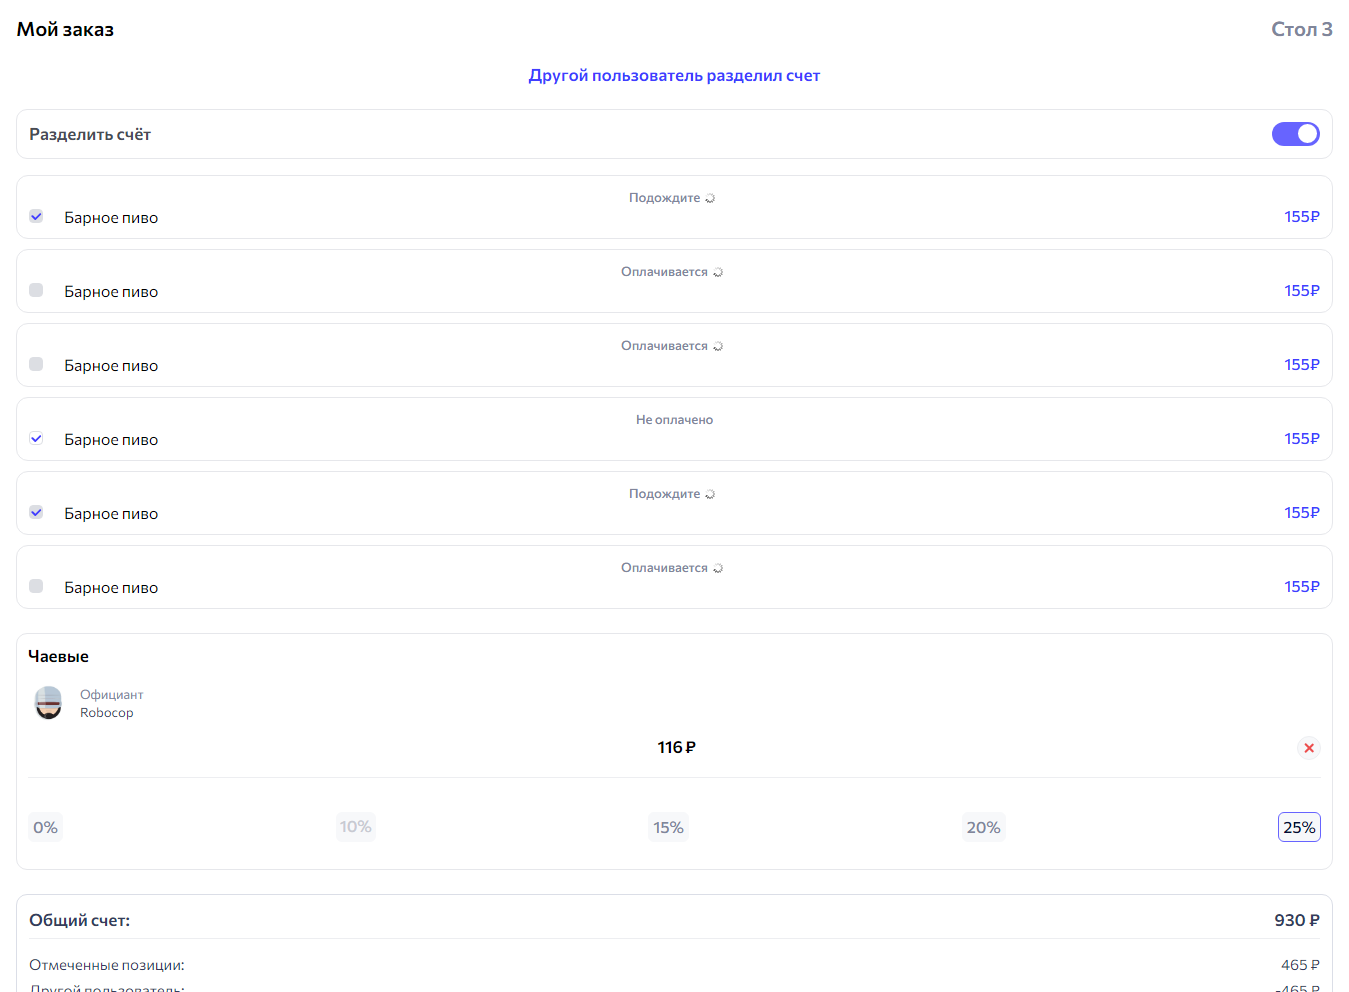 Мой заказ
Стол 3
Другой пользователь разделил счет
Разделить счёт
Подождите
Барное пиво
155₽
Оплачивается
Барное пиво
155₽
Оплачивается
Барное пиво
155₽
Не оплачено
Барное пиво
155₽
Подождите
Барное пиво
155₽
Оплачивается
Барное пиво
155₽
Чаевые
Официант
Robocop
116 ₽
0%
10%
15%
20%
25%
Общий счет:
930 ₽
Отмеченные позиции:
465 ₽
Другой пользователь:
-465 ₽